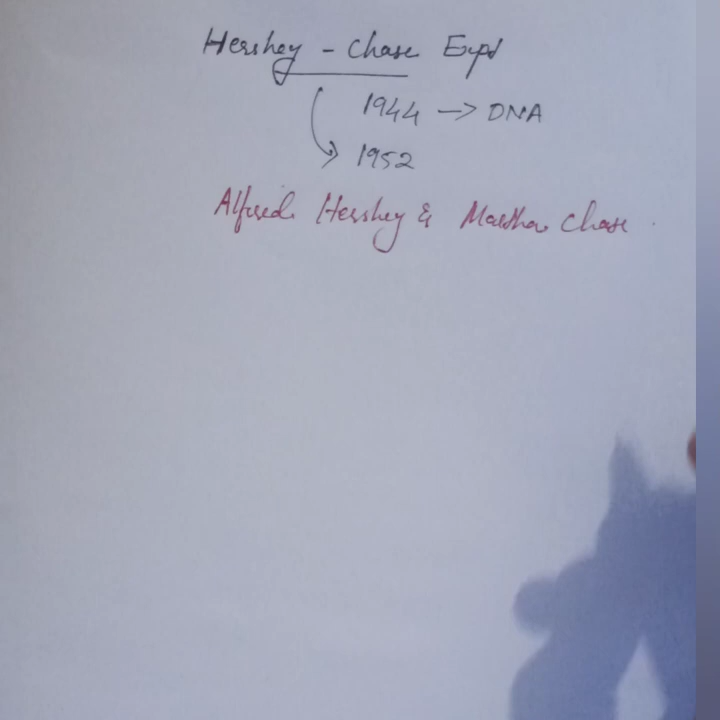 Hershey - Chase Expt
1944 → DNA
→ 1952
Alfred Hershey & Martha Chase